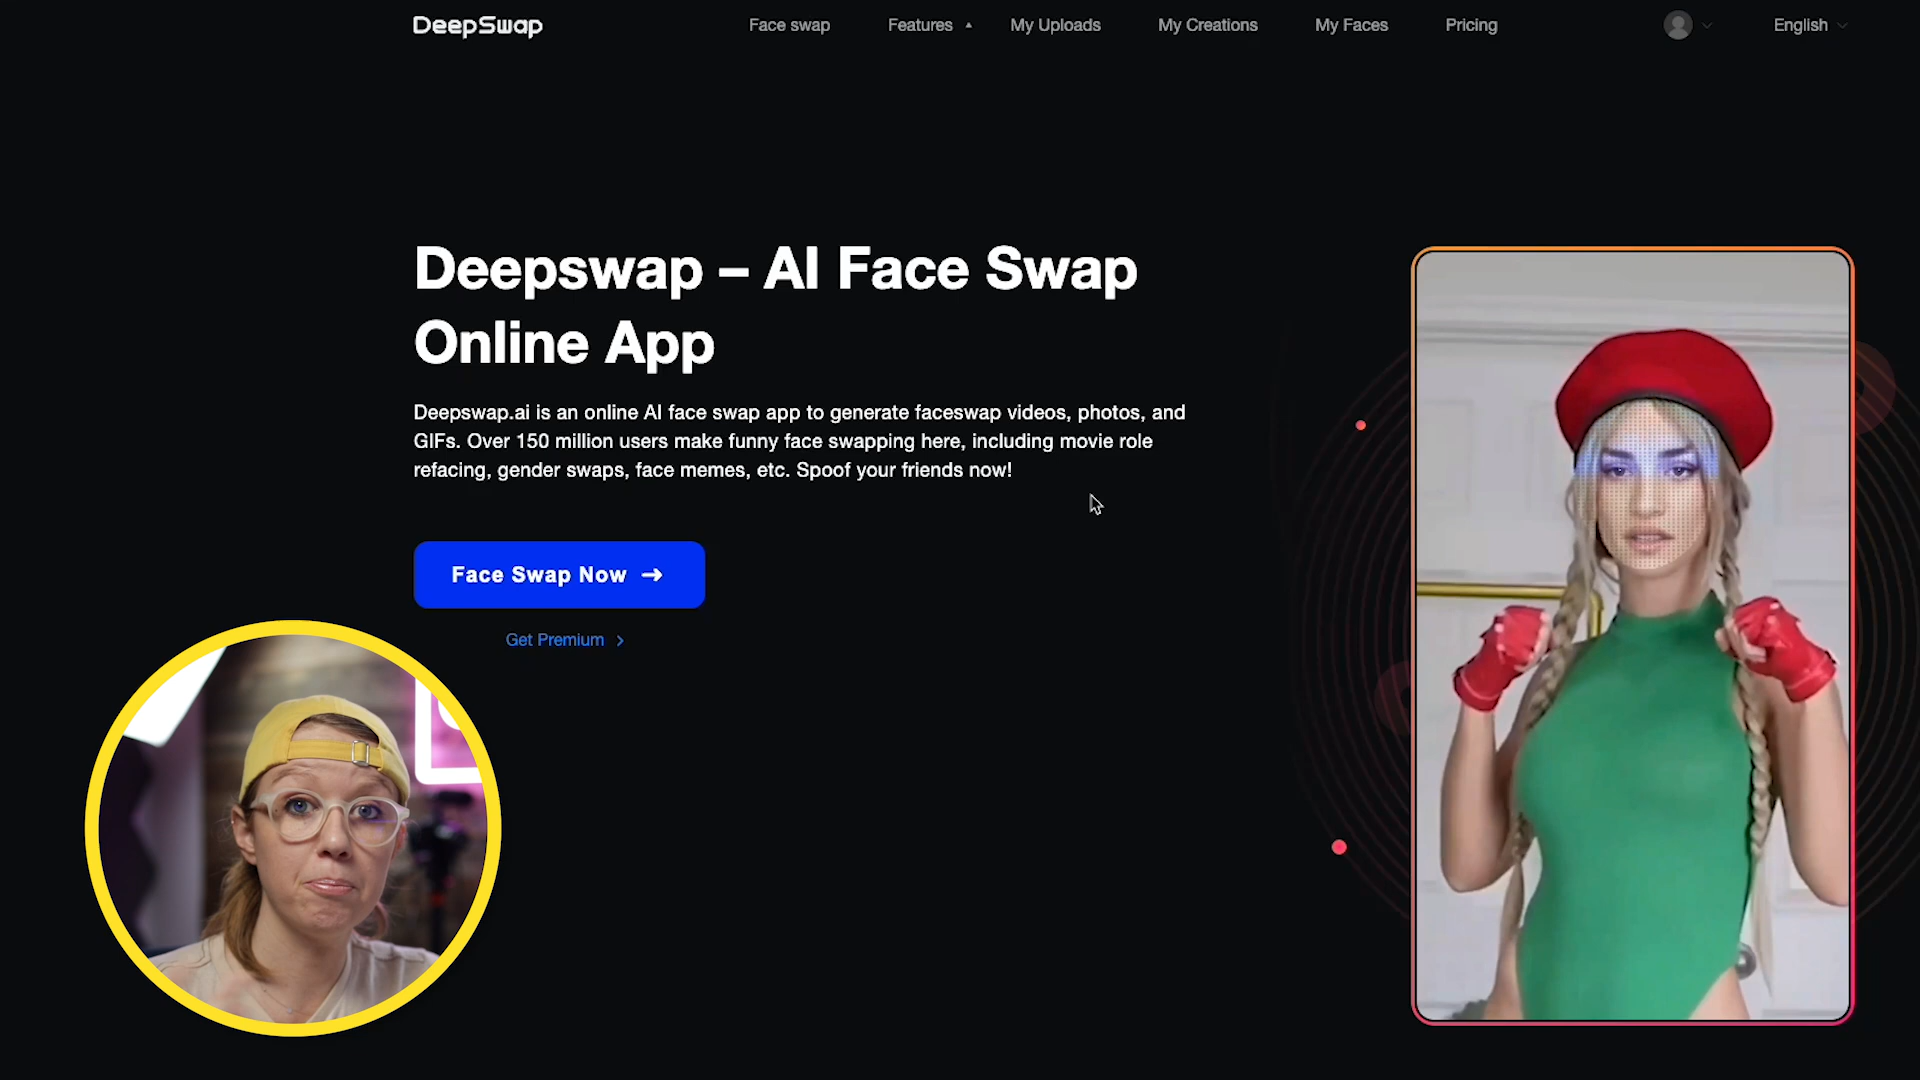 DeepSwap
Face swap
Features
My Uploads
My Creations
My Faces
Pricing
English
Deepswap – AI Face Swap
Online App
Deepswap.ai is an online AI face swap app to generate faceswap videos, photos, and
GIFs. Over 150 million users make funny face swapping here, including movie role
refacing, gender swaps, face memes, etc. Spoof your friends now!
Face Swap Now →
Get Premium >